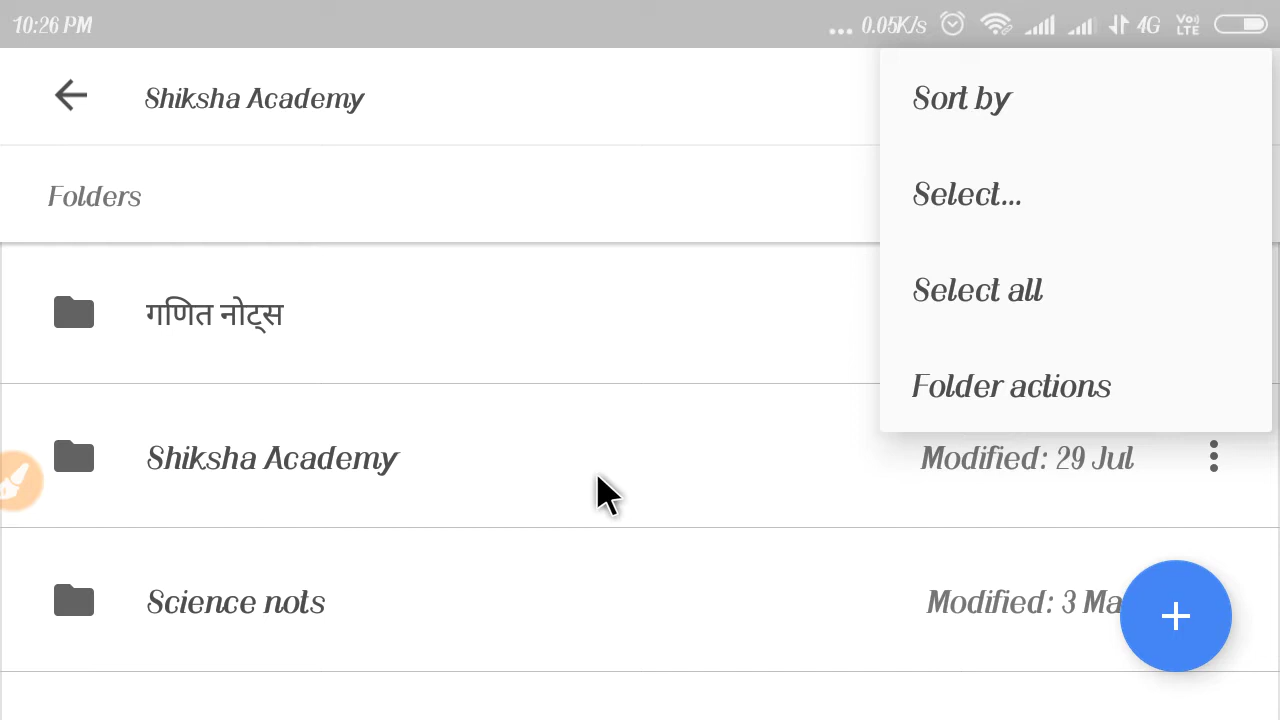 10:26 PM
... 0.05K/s 4G Vo) LTE
Shiksha Academy
Sort by
Folders
Select...
Select all
गणित नोट्स
Folder actions
Shiksha Academy Modified: 29 Jul
Science nots Modified: 3 Ma